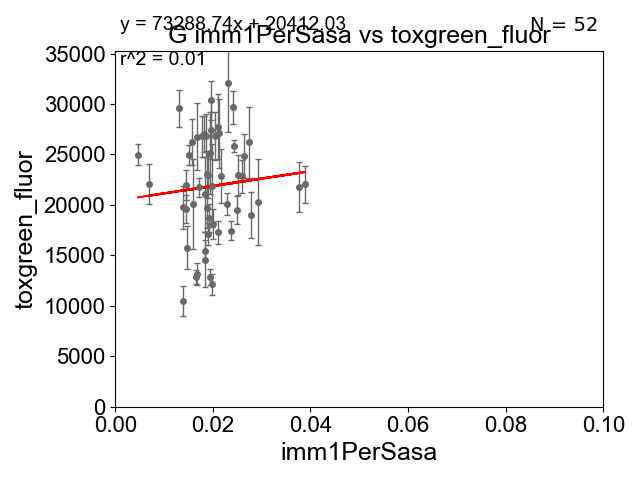 y = 73288.74x + 20412.03
N = 52
G imm1PerSasa vs toxgreen_fluor
r^2 = 0.01
35000
30000
25000
20000
15000
10000
5000
0
toxgreen_fluor
0.00 0.02 0.04 0.06 0.08 0.10
imm1PerSasa